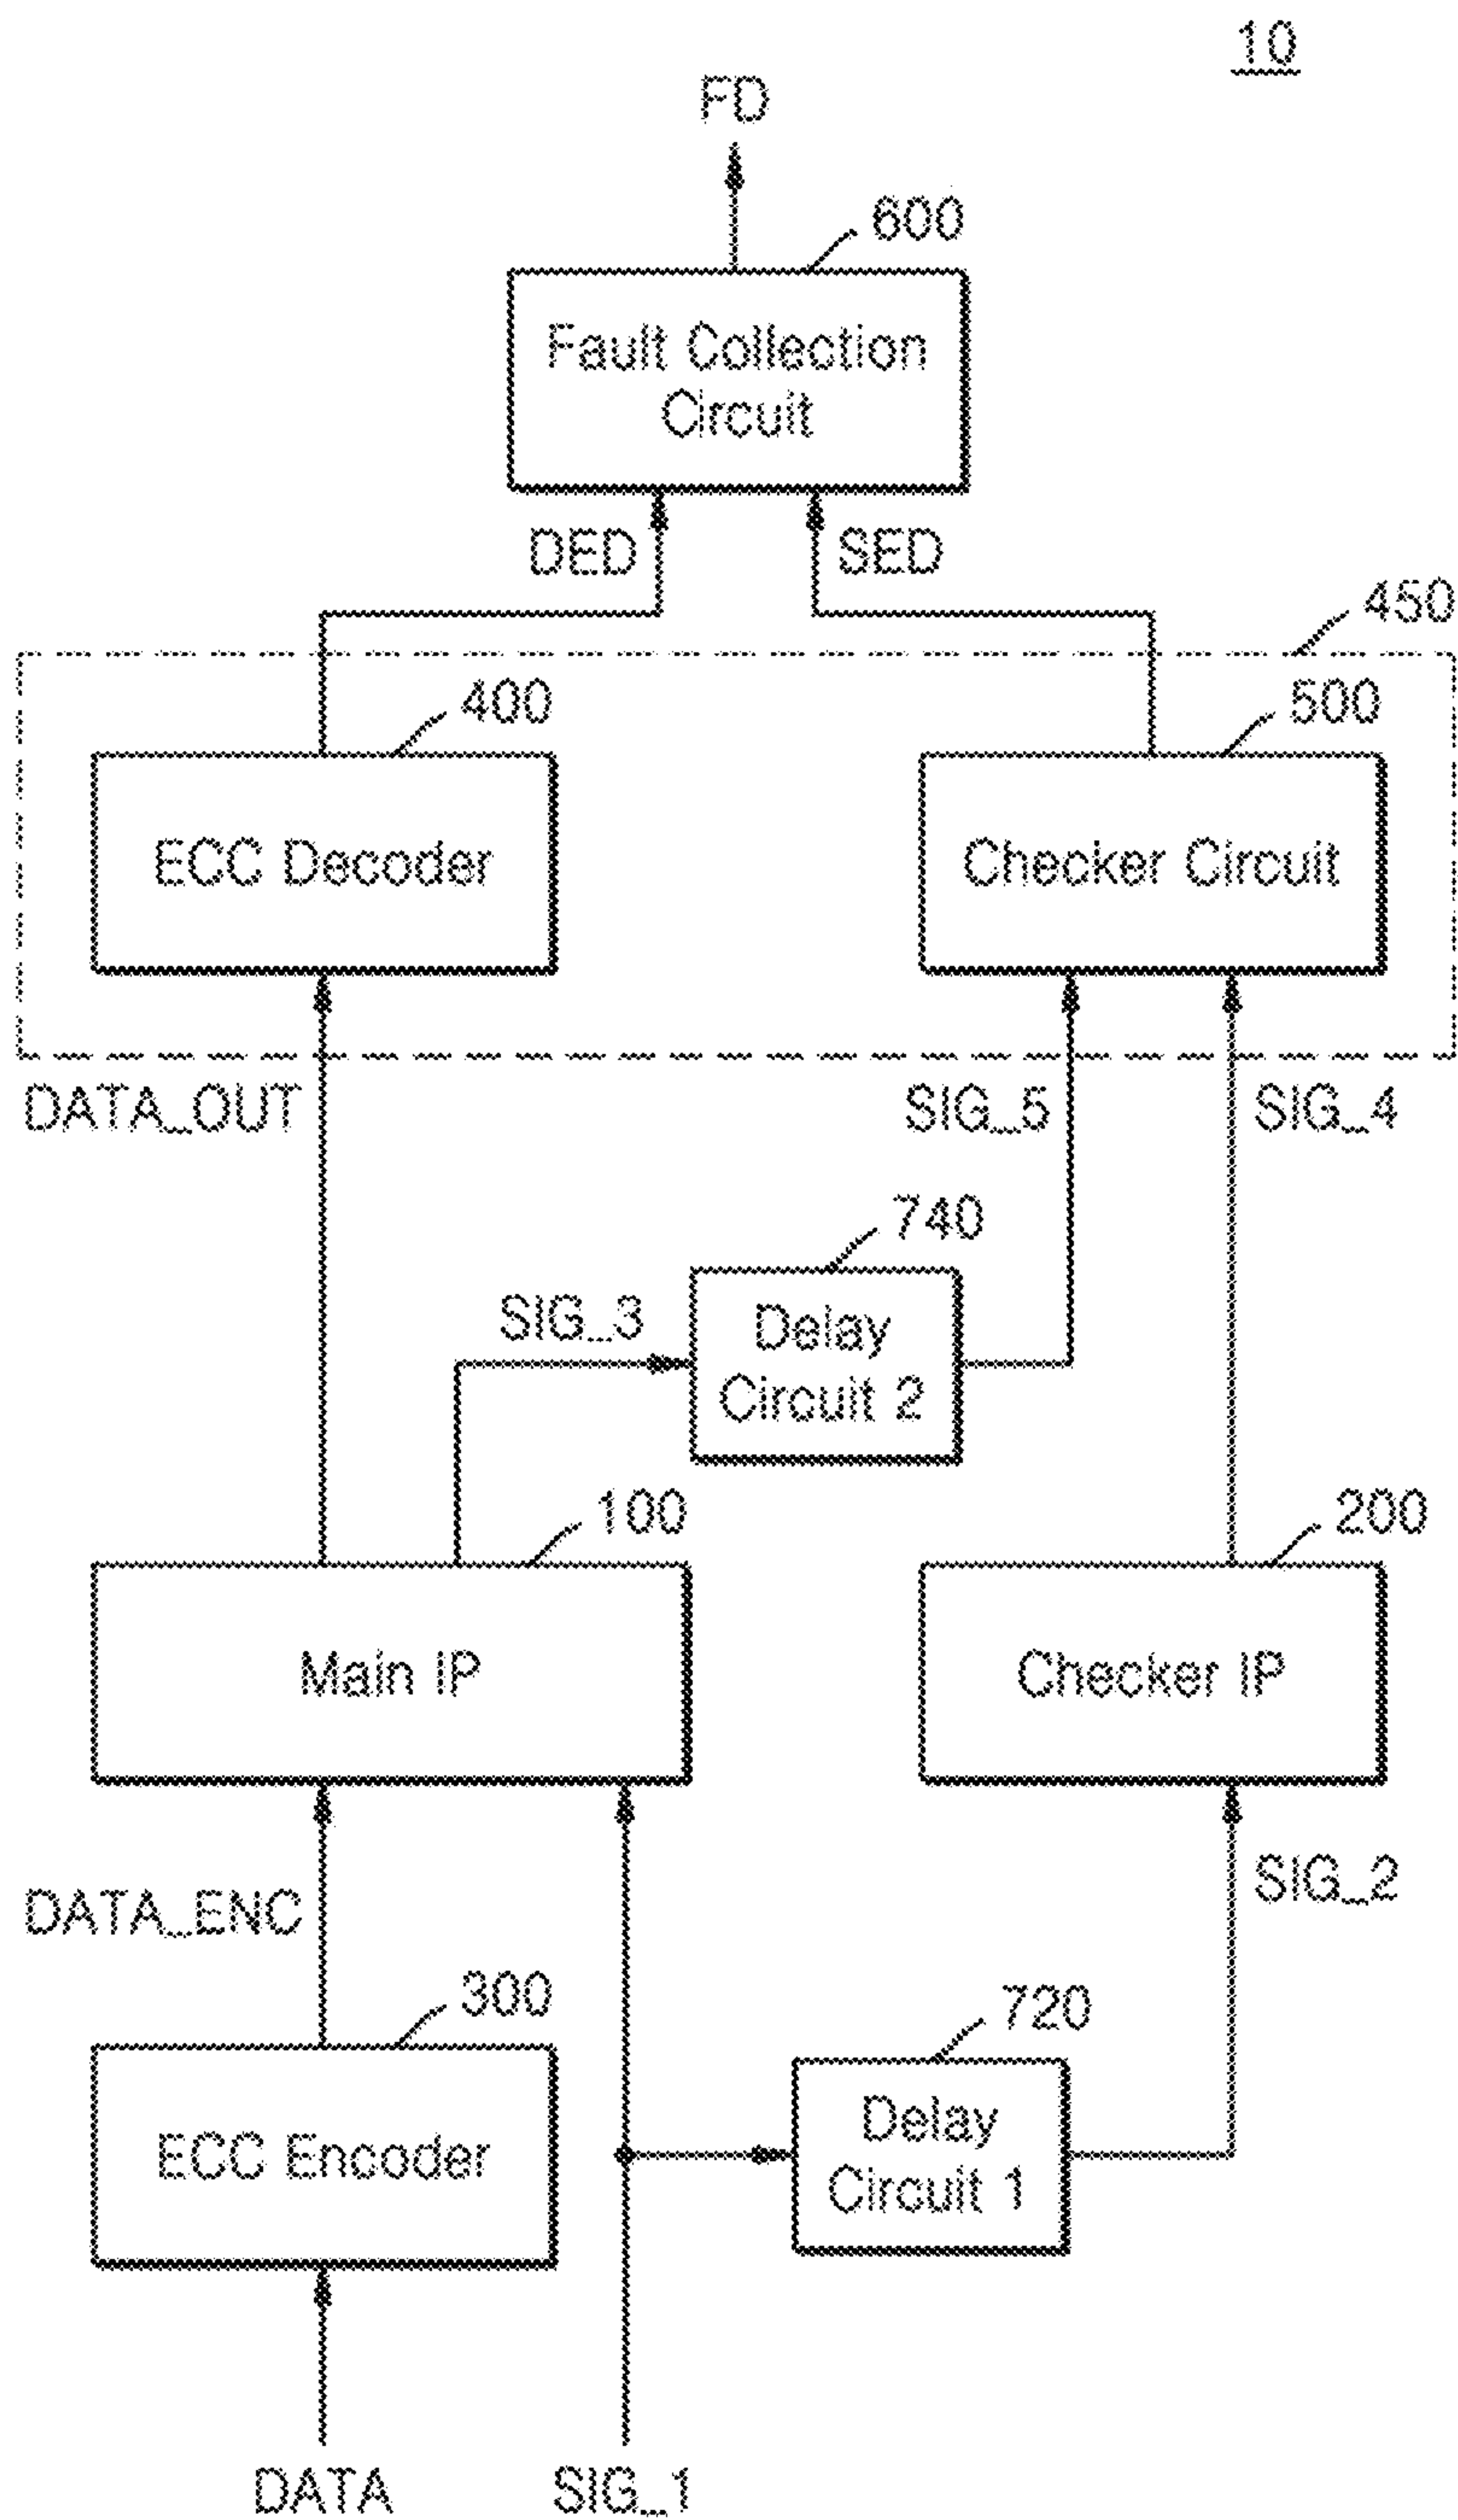 10
FD
600
Fault Collection
Circuit
DED
SED
450
400
500
ECC Decoder
Checker Circuit
DATA_OUT
SIG_5
SIG_4
740
SIG_3
Delay
Circuit 2
100
200
Main IP
Checker IP
DATA_ENC
SIG_2
300
720
ECC Encoder
Delay
Circuit 1
DATA
SIG_1